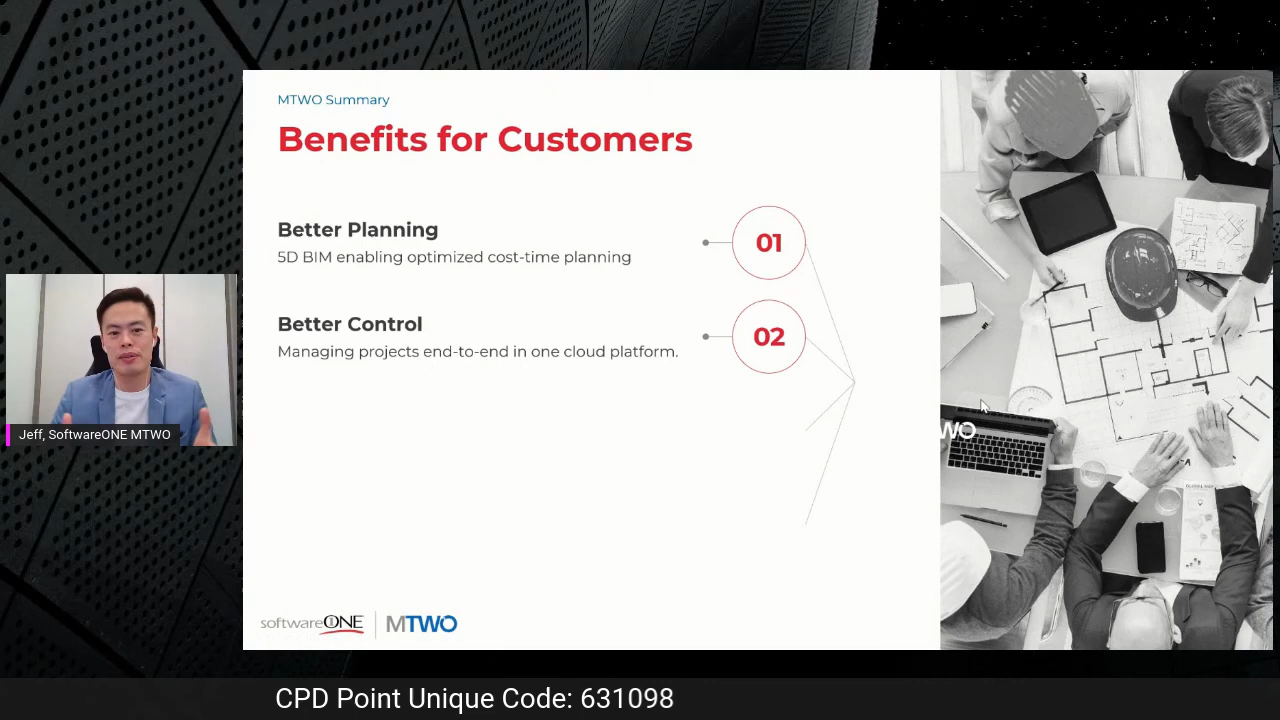 MTWO Summary
Benefits for Customers
Better Planning
5D BIM enabling optimized cost-time planning
01
Better Control
Managing projects end-to-end in one cloud platform.
02
WO
Jeff, SoftwareONE MTWO
softwareONE | MTWO
CPD Point Unique Code: 631098